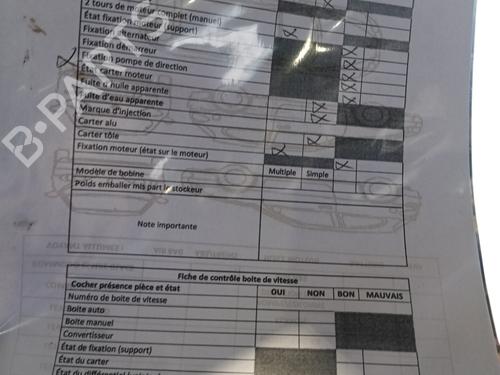 2 tours de moteur complet (manuel)
État fixation moteur (support)
Fixation alternateur
Fixation démarreur
Fixation pompe de direction
État carter moteur
Fuite d'huile apparente
Fuite d'eau apparente
Marque d'injection
Carter alu
Carter tôle
Fixation moteur (état sur le moteur)
Modèle de bobine Multiple Simple
Poids emballer mis part le stockeur
Note importante
Fiche de contrôle boite de vitesse
Cocher présence pièce et état OUI NON BON MAUVAIS
Numéro de boite de vitesse
Boite auto
Boite manuel
Convertisseur
État de fixation (support)
État du carter
B-PARTS